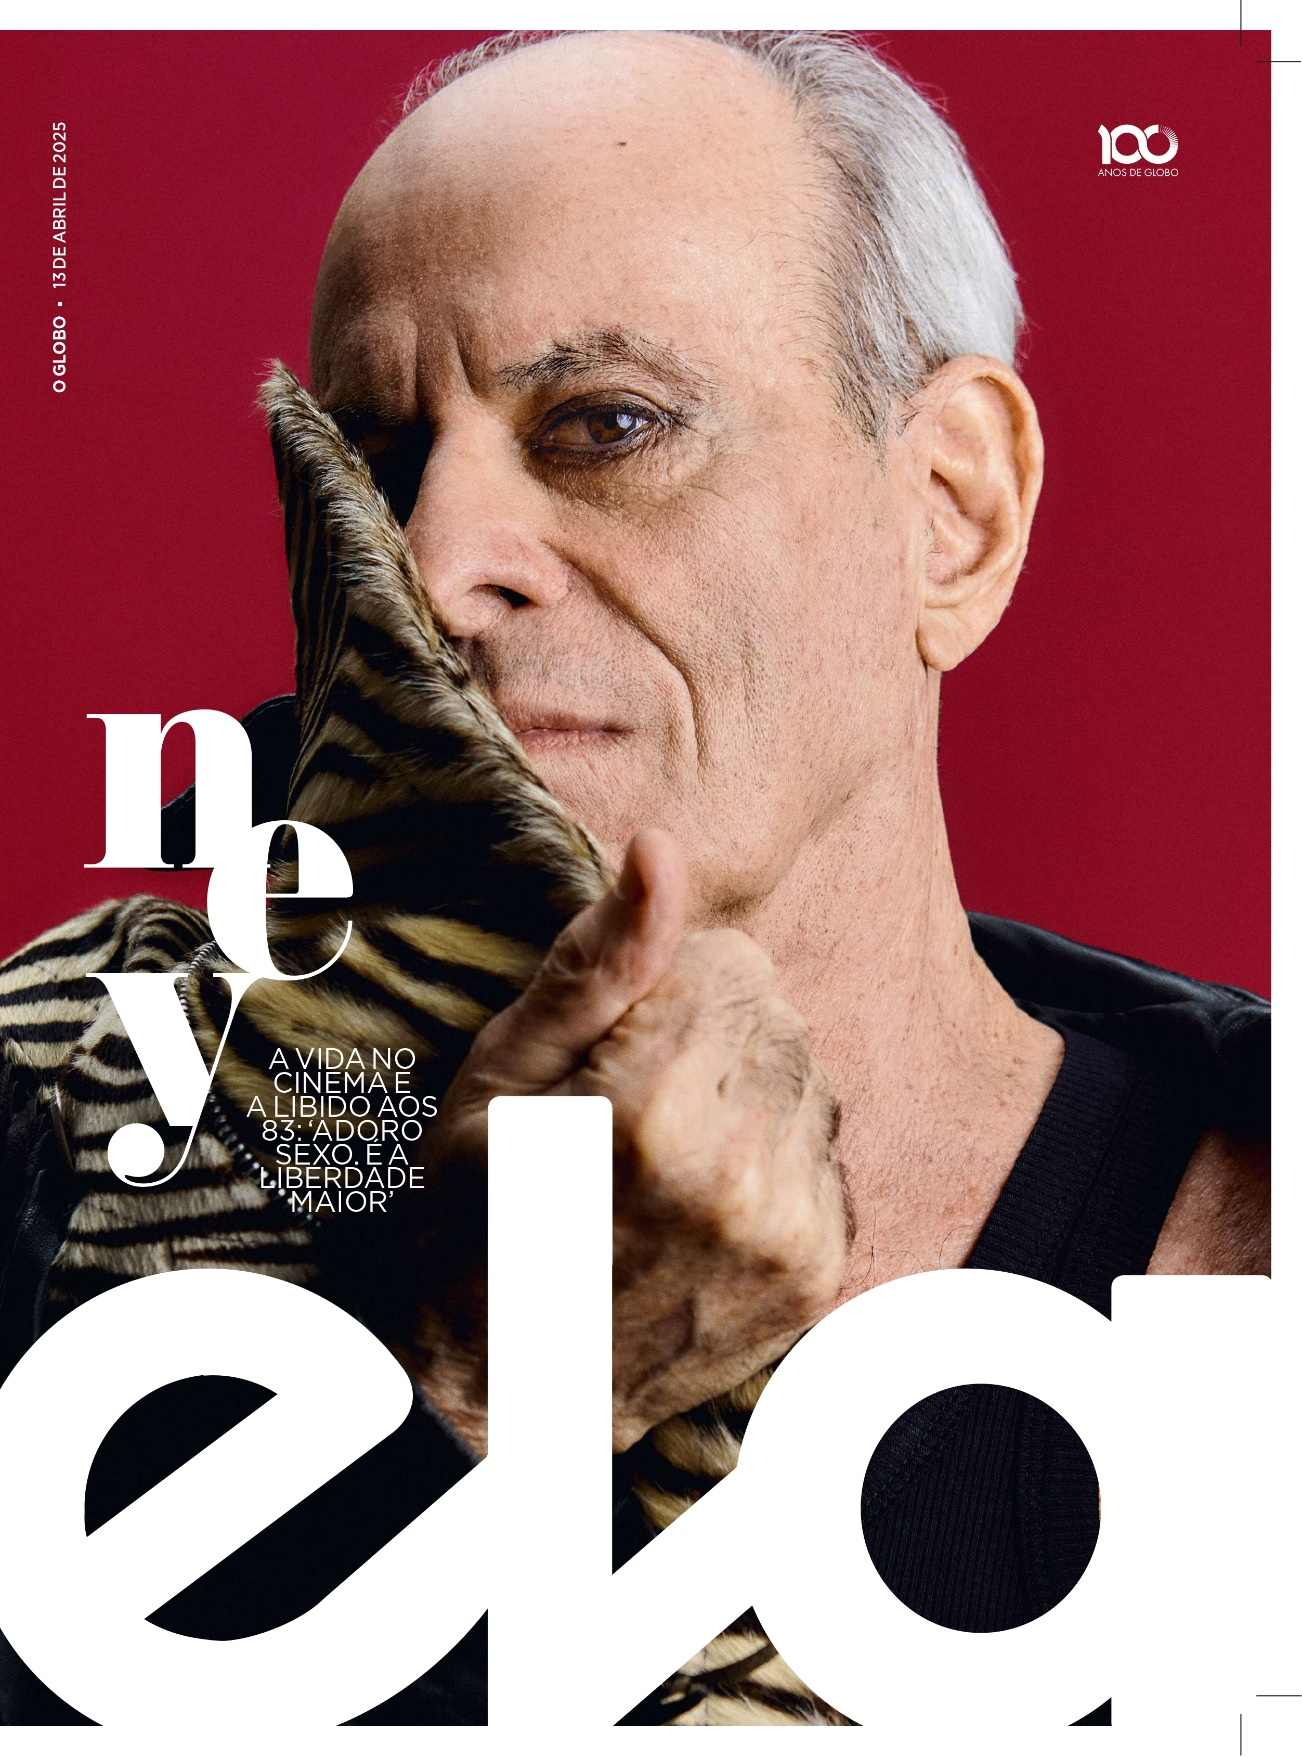 O GLOBO • 13 DE ABRIL DE 2025
100
ANOS DE GLOBO
ney
A VIDA NO
CINEMA E
A LIBIDO AOS
83: ‘ADORO
SEXO. É A
LIBERDADE
MAIOR’
ela